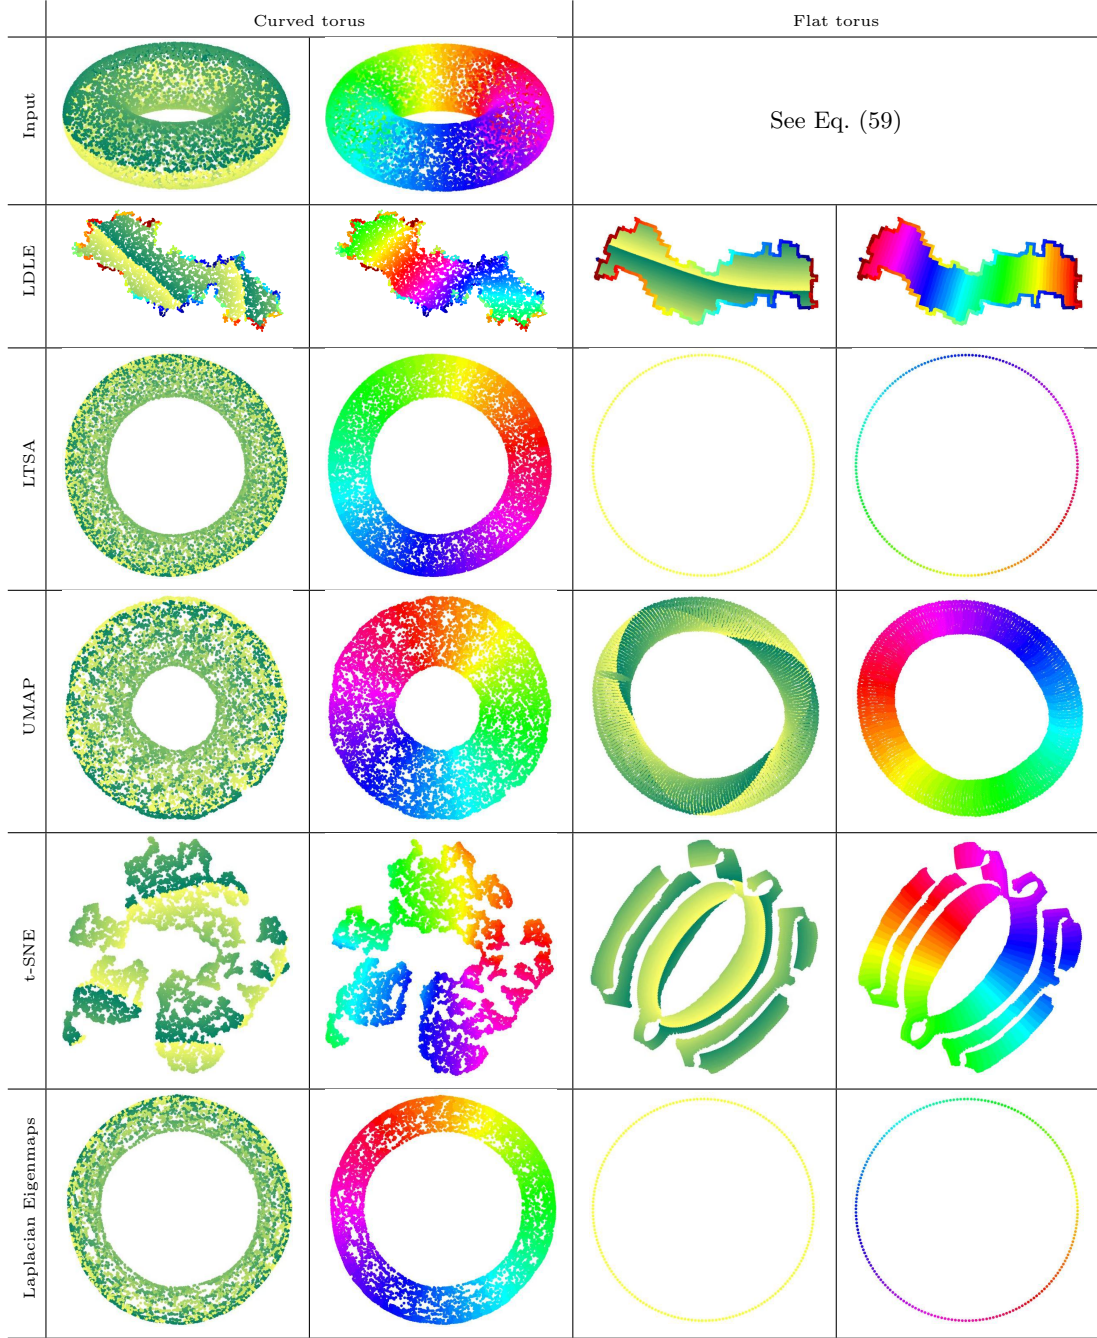 Curved torus
Flat torus
Input
See Eq. (59)
LDLE
LTSA
UMAP
t-SNE
Laplacian Eigenmaps